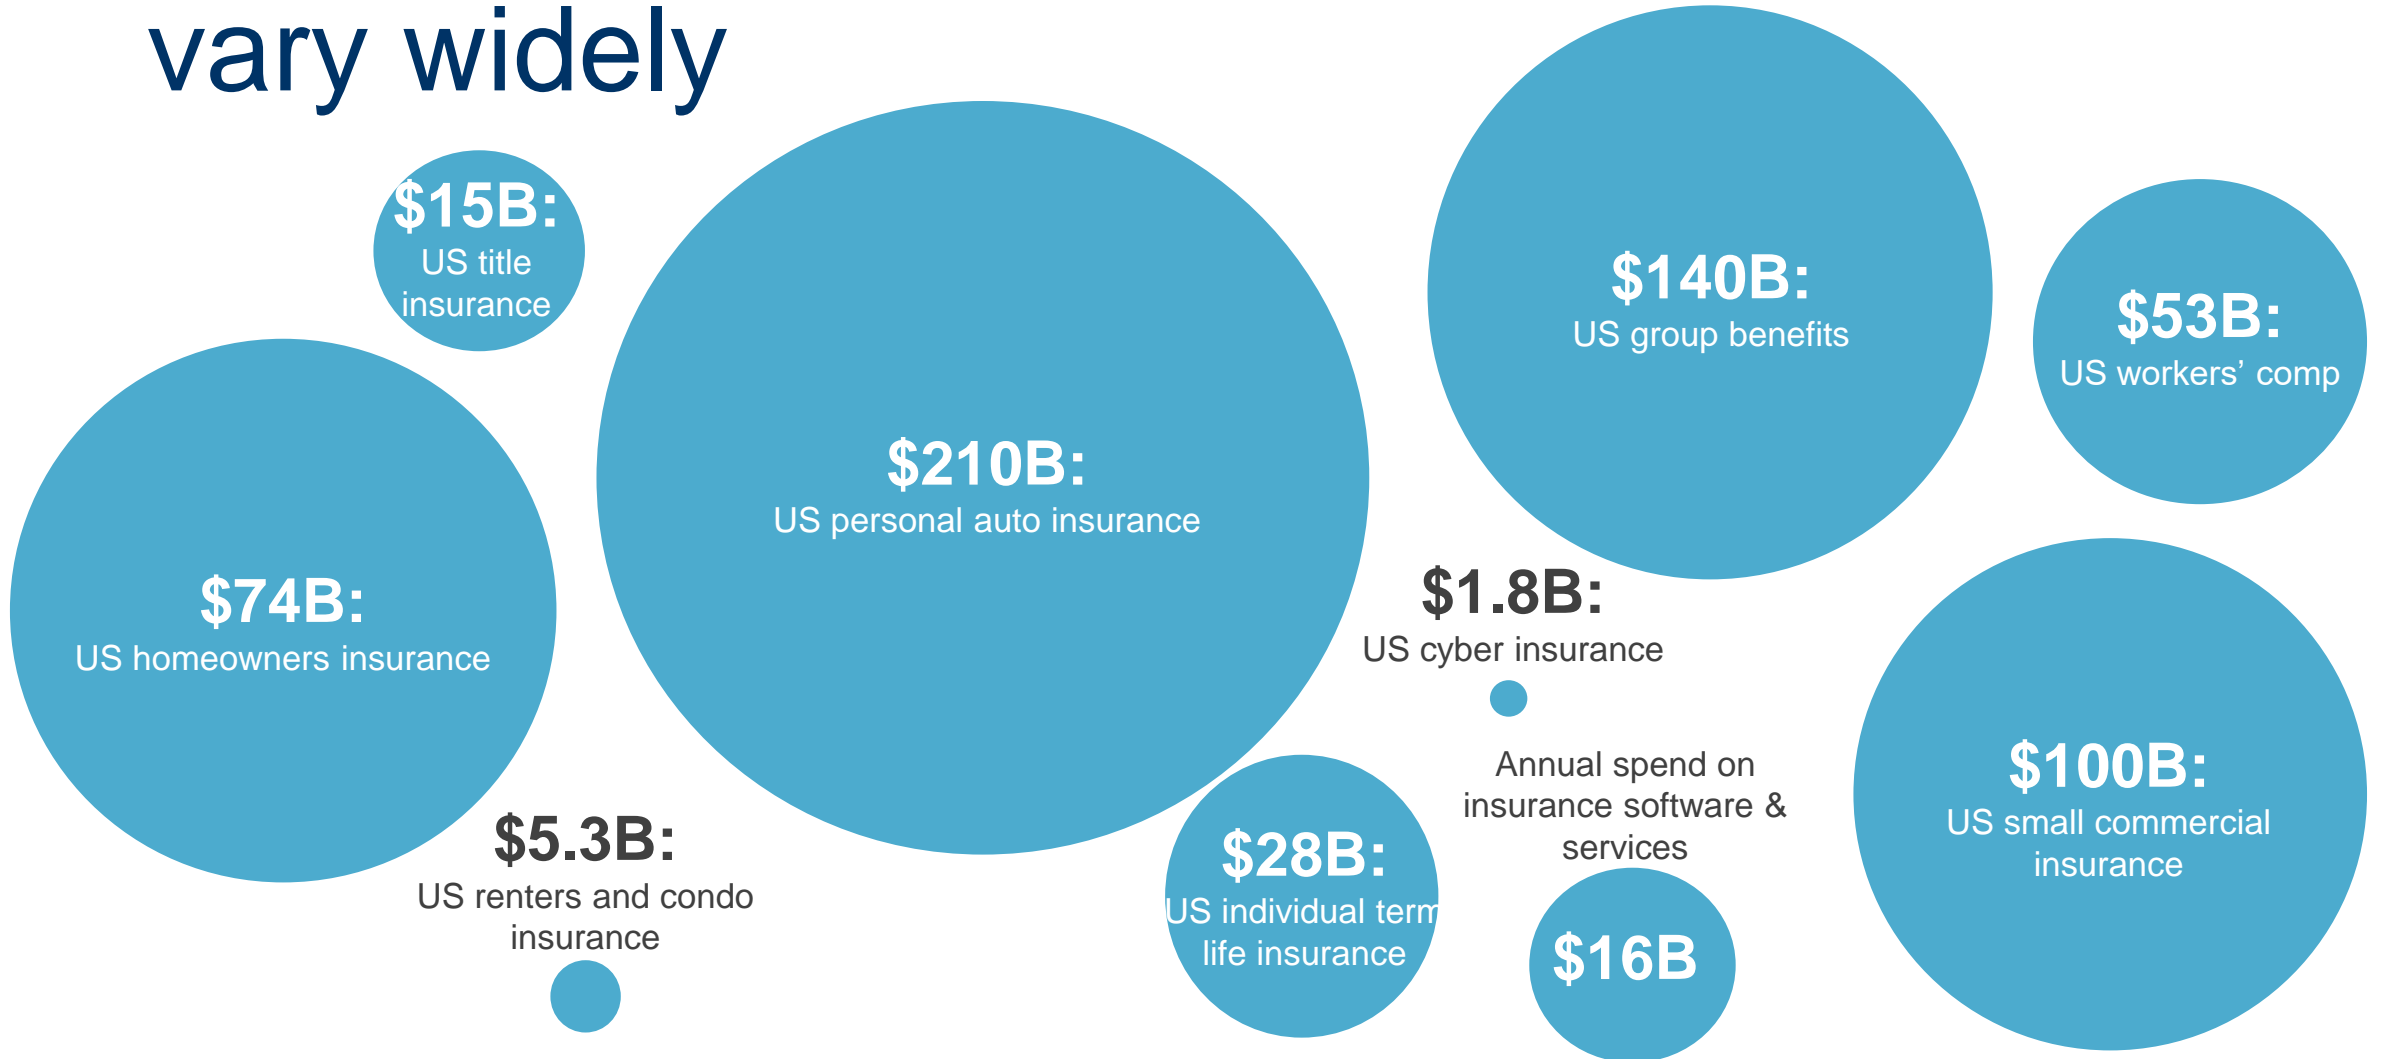 vary widely
$15B:
US title
insurance
$140B:
US group benefits
$53B:
US workers’ comp
$210B:
US personal auto insurance
$74B:
US homeowners insurance
$1.8B:
US cyber insurance
Annual spend on
insurance software &
services
$16B
$100B:
US small commercial
insurance
$5.3B:
US renters and condo
insurance
$28B:
US individual term
life insurance